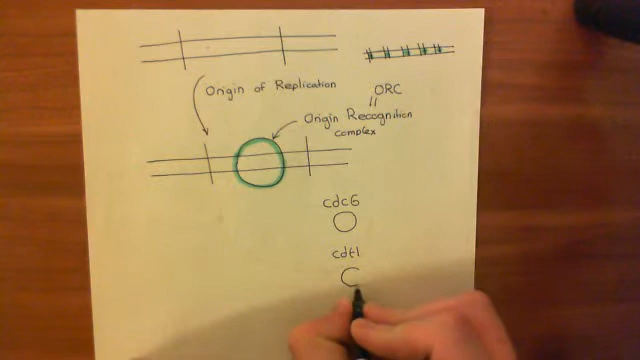 Origin of Replication
ORC
Origin Recognition
complex
cdc6
cdt1